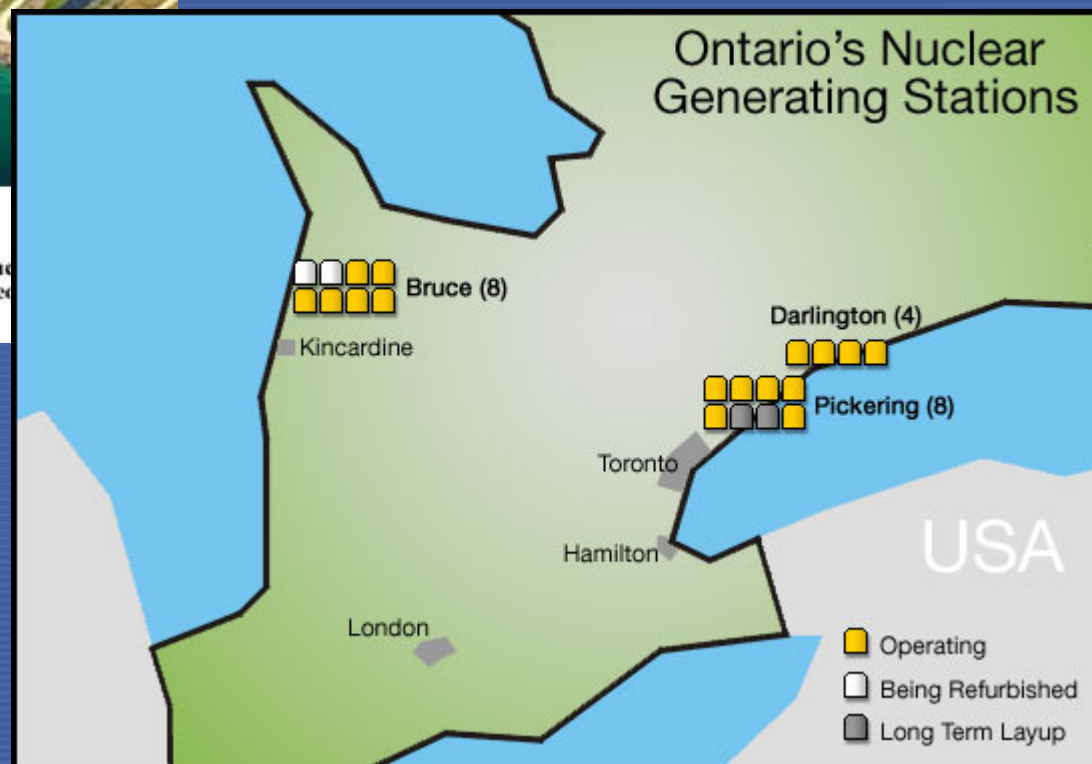 Ontario's Nuclear
Generating Stations
Bruce (8)
Kincardine
Darlington (4)
Pickering (8)
Toronto
Hamilton
USA
London
Operating
Being Refurbished
Long Term Layup